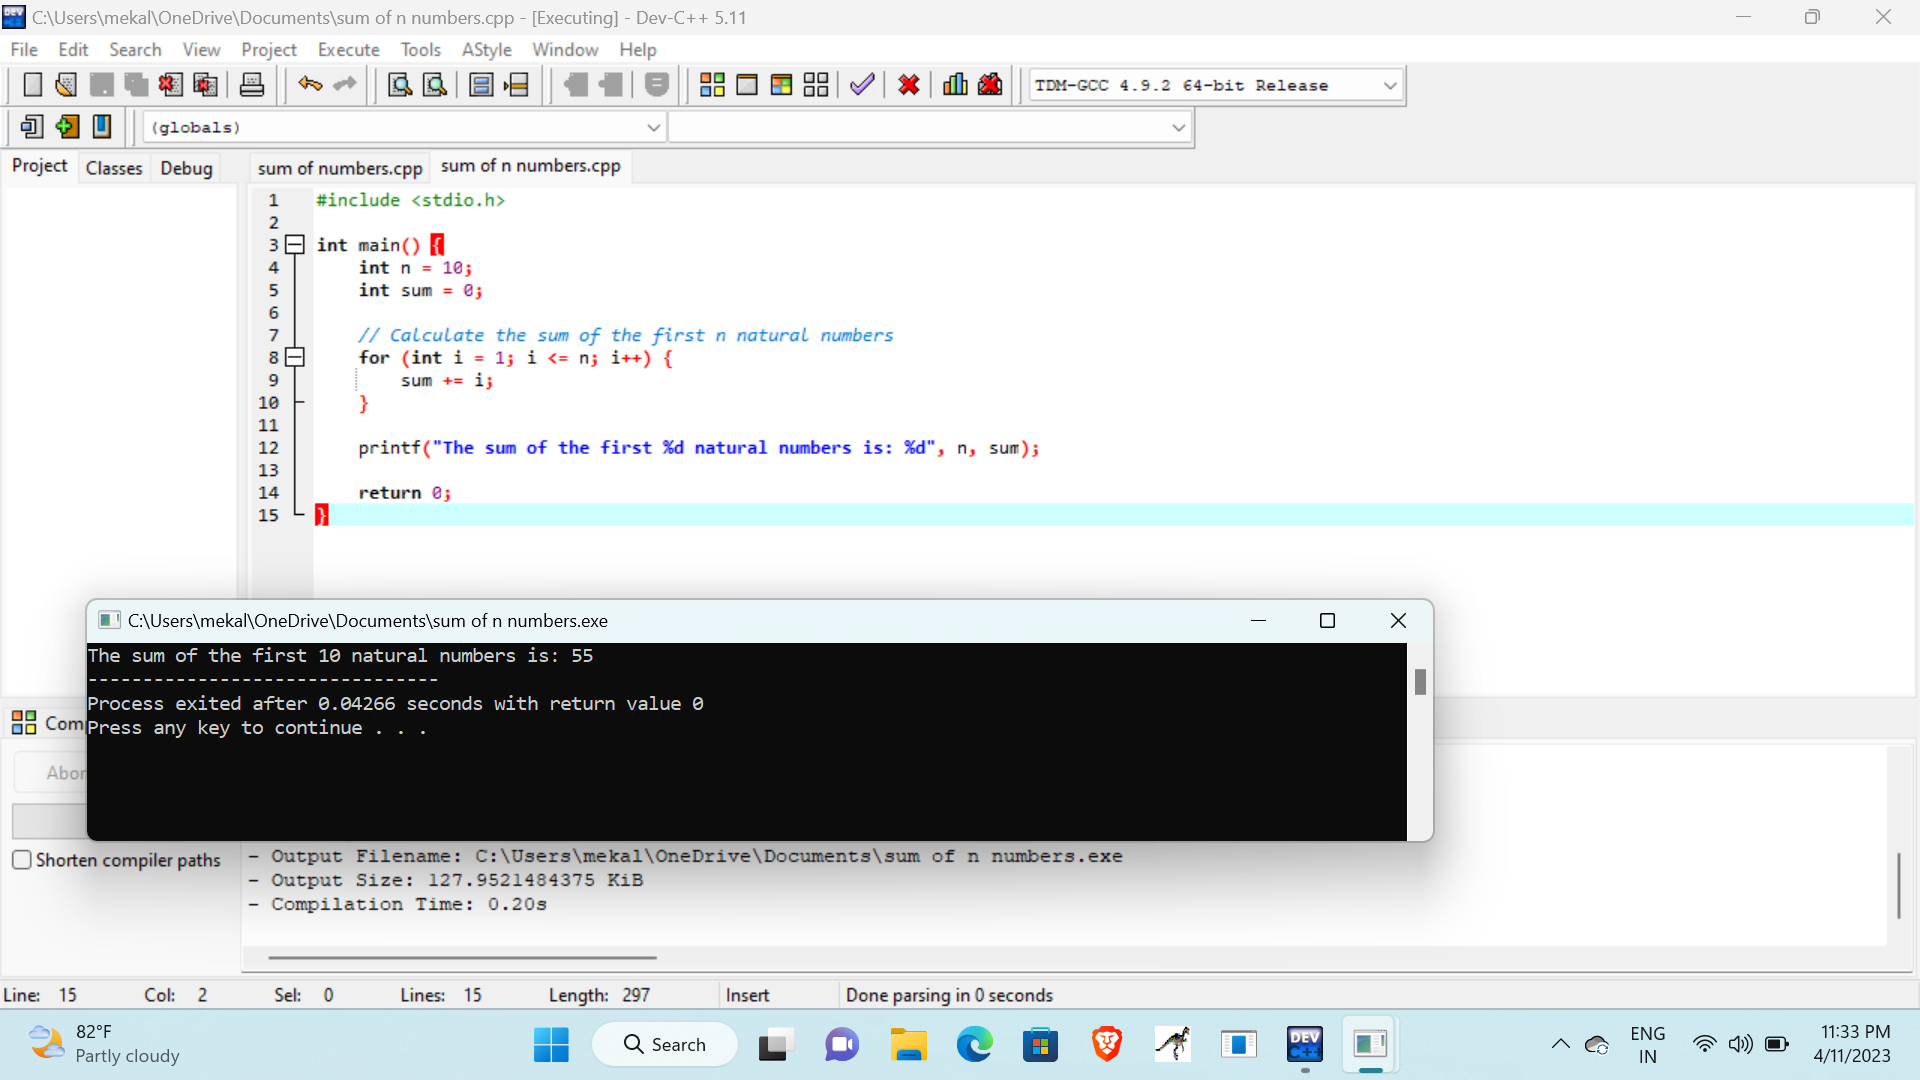 C:\Users\mekal\OneDrive\Documents\sum of n numbers.cpp - [Executing] - Dev-C++ 5.11
File Edit Search View Project Execute Tools AStyle Window Help
TDM-GCC 4.9.2 64-bit Release
(globals)
Project Classes Debug sum of numbers.cpp sum of n numbers.cpp
1 #include <stdio.h>
2
3 int main() {
4 int n = 10;
5 int sum = 0;
6
7 // Calculate the sum of the first n natural numbers
8 for (int i = 1; i <= n; i++) {
9 sum += i;
10 }
11
12 printf("The sum of the first %d natural numbers is: %d", n, sum);
13
14 return 0;
15 }
C:\Users\mekal\OneDrive\Documents\sum of n numbers.exe
The sum of the first 10 natural numbers is: 55
--------------------------------
Process exited after 0.04266 seconds with return value 0
Press any key to continue . . .
Com
Abor
Shorten compiler paths
- Output Filename: C:\Users\mekal\OneDrive\Documents\sum of n numbers.exe
- Output Size: 127.9521484375 KiB
- Compilation Time: 0.20s
Line: 15 Col: 2 Sel: 0 Lines: 15 Length: 297 Insert Done parsing in 0 seconds
82°F
Partly cloudy
Search
DEV
C++
ENG
IN
11:33 PM
4/11/2023